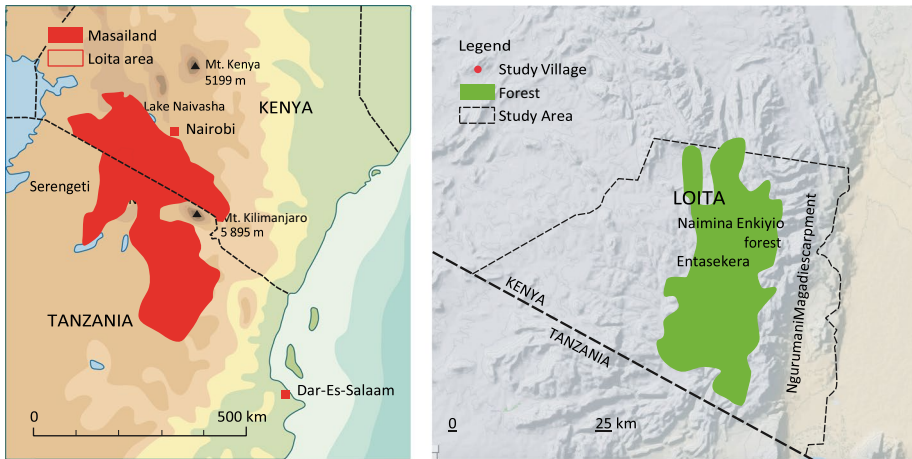 Masailand
Loita area
Mt. Kenya
5199 m
KENYA
Lake Naivasha
Nairobi
Serengeti
Mt. Kilimanjaro
5 895 m
TANZANIA
Dar-Es-Salaam
0 500 km
Legend
Study Village
Forest
Study Area
LOITA
Naimina Enkiyio
forest
Entasekera
NgurumaniMagadiescarpment
KENYA
TANZANIA
0 25 km